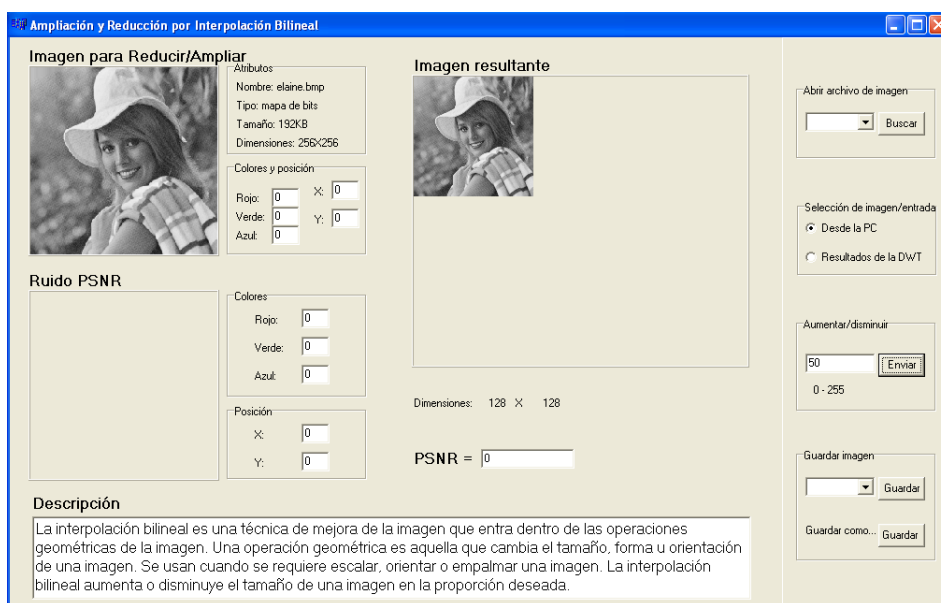 Ampliación y Reducción por Interpolación Bilineal
Imagen para Reducir/Ampliar
Atributos
Nombre: elaine.bmp
Tipo: mapa de bits
Tamaño: 192KB
Dimensiones: 256X256
Colores y posición
Rojo: 0 X: 0
Verde: 0 Y: 0
Azul: 0
Imagen resultante
Dimensiones: 128 X 128
PSNR = 0
Ruido PSNR
Colores
Rojo: 0
Verde: 0
Azul: 0
Posición
X: 0
Y: 0
Descripción
La interpolación bilineal es una técnica de mejora de la imagen que entra dentro de las operaciones
geométricas de la imagen. Una operación geométrica es aquella que cambia el tamaño, forma u orientación
de una imagen. Se usan cuando se requiere escalar, orientar o empalmar una imagen. La interpolación
bilineal aumenta o disminuye el tamaño de una imagen en la proporción deseada.
Abrir archivo de imagen
Buscar
Selección de imagen/entrada
Desde la PC
Resultados de la DWT
Aumentar/disminuir
50 Enviar
0 - 255
Guardar imagen
Guardar
Guardar como... Guardar